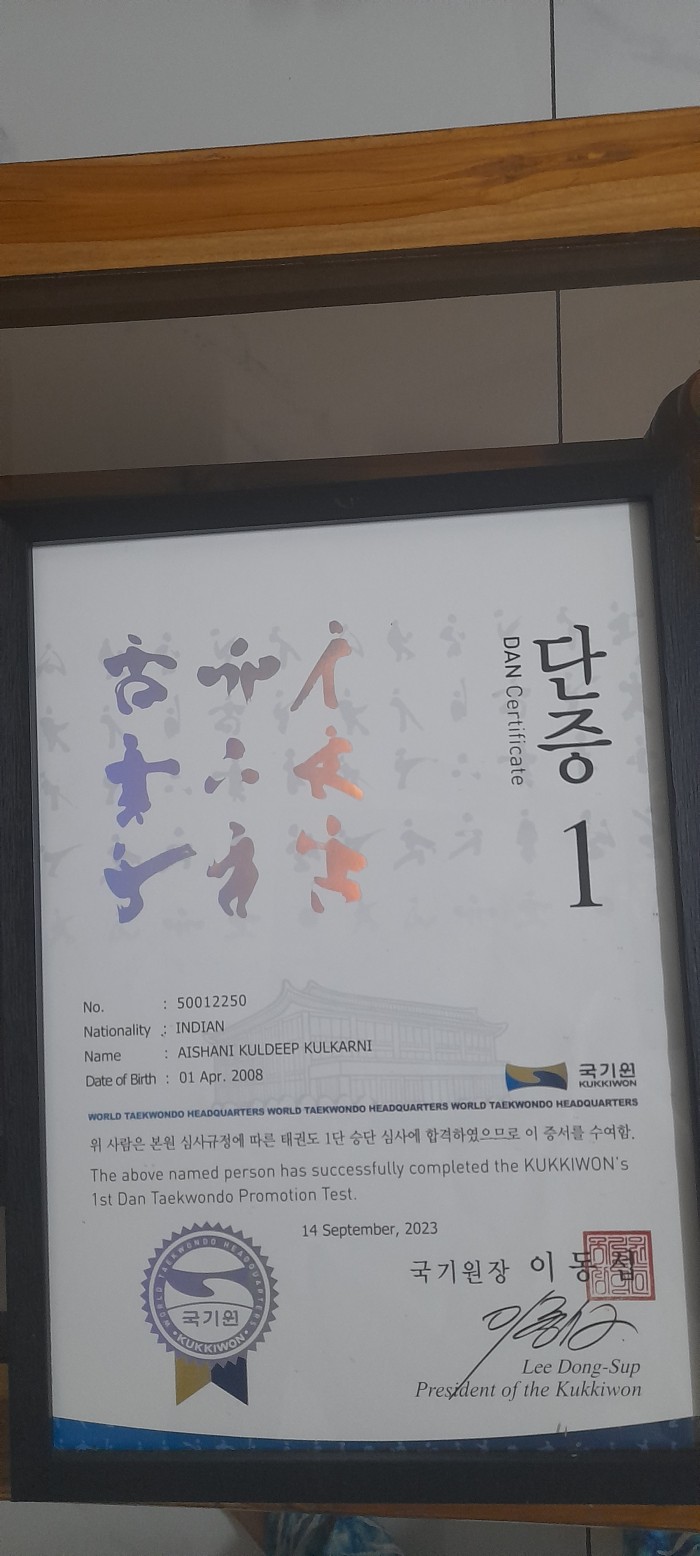 단증
DAN Certificate
1
No. : 50012250
Nationality : INDIAN
Name : AISHANI KULDEEP KULKARNI
Date of Birth : 01 Apr. 2008
국기원
KUKKIWON
WORLD TAEKWONDO HEADQUARTERS WORLD TAEKWONDO HEADQUARTERS WORLD TAEKWONDO HEADQUARTERS
위 사람은 본원 심사규정에 따른 태권도 1단 승단 심사에 합격하였으므로 이 증서를 수여함.
The above named person has successfully completed the KUKKIWON's
1st Dan Taekwondo Promotion Test.
14 September, 2023
WORLD TAEKWONDO HEADQUARTERS
국기원
KUKKIWON
국기원장 이 동 섭
Lee Dong-Sup
President of the Kukkiwon